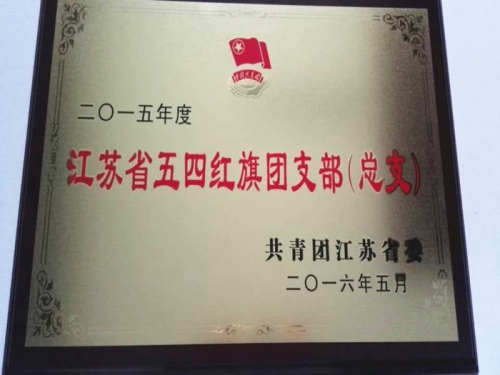 二〇一五年度
江苏省五四红旗团支部(总支)
共青团江苏省委
二〇一六年五月